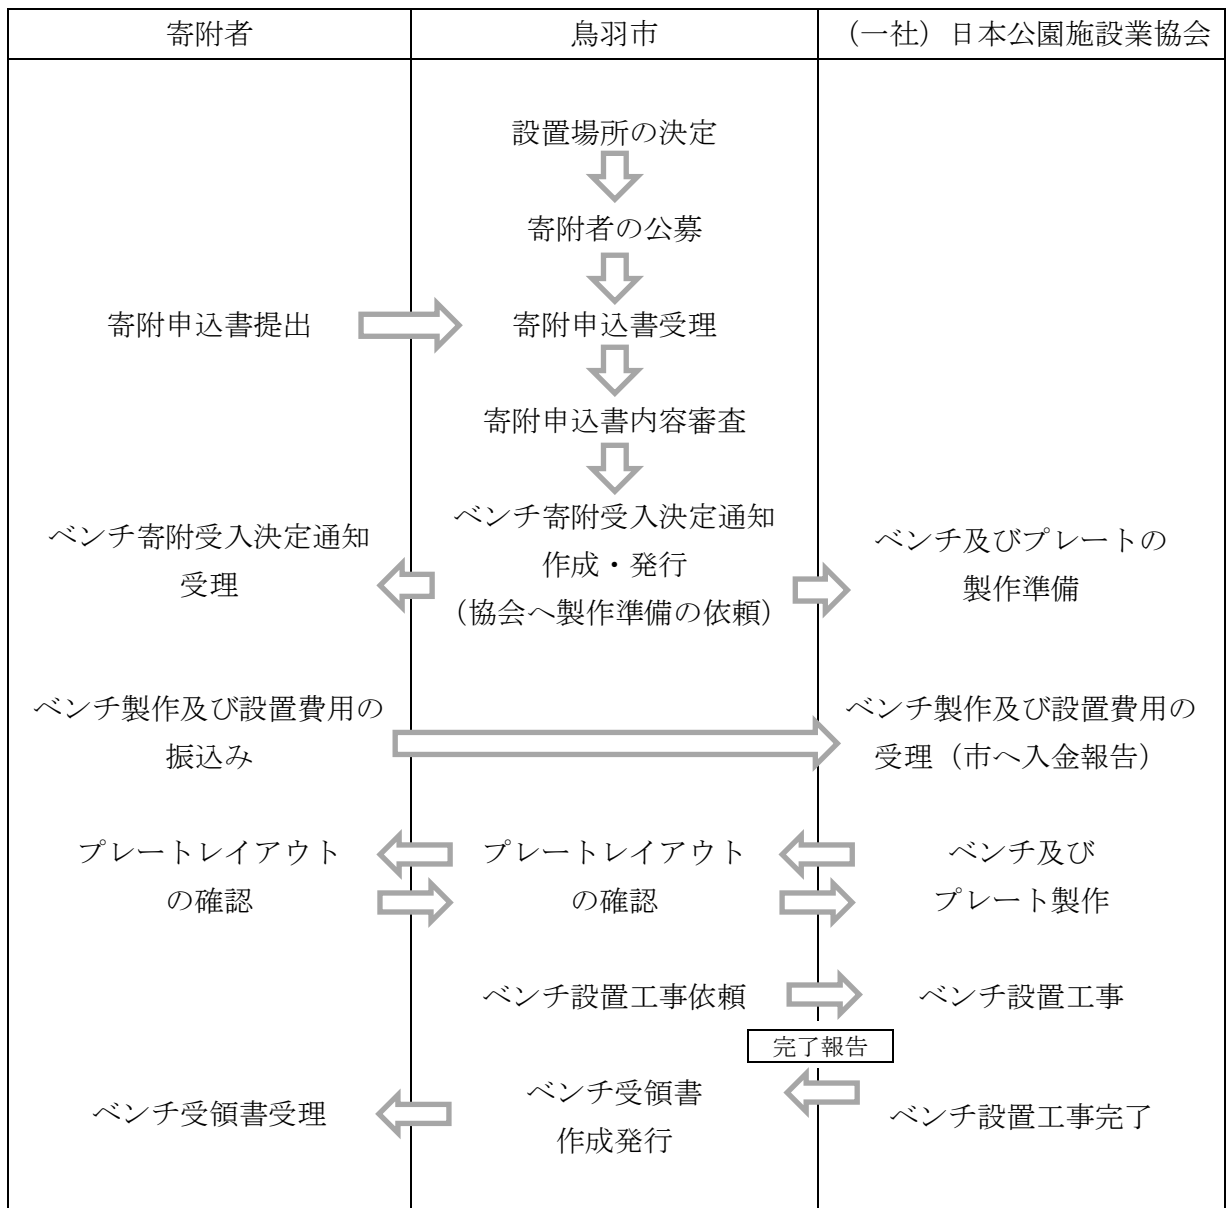 寄附者
鳥羽市
（一社）日本公園施設業協会
設置場所の決定
寄附者の公募
寄附申込書提出
寄附申込書受理
寄附申込書内容審査
ベンチ寄附受入決定通知
受理
ベンチ寄附受入決定通知
作成・発行
（協会へ製作準備の依頼）
ベンチ及びプレートの
製作準備
ベンチ製作及び設置費用の
振込み
ベンチ製作及び設置費用の
受理（市へ入金報告）
プレートレイアウト
の確認
プレートレイアウト
の確認
ベンチ及び
プレート製作
ベンチ設置工事依頼
ベンチ設置工事
完了報告
ベンチ受領書受理
ベンチ受領書
作成発行
ベンチ設置工事完了